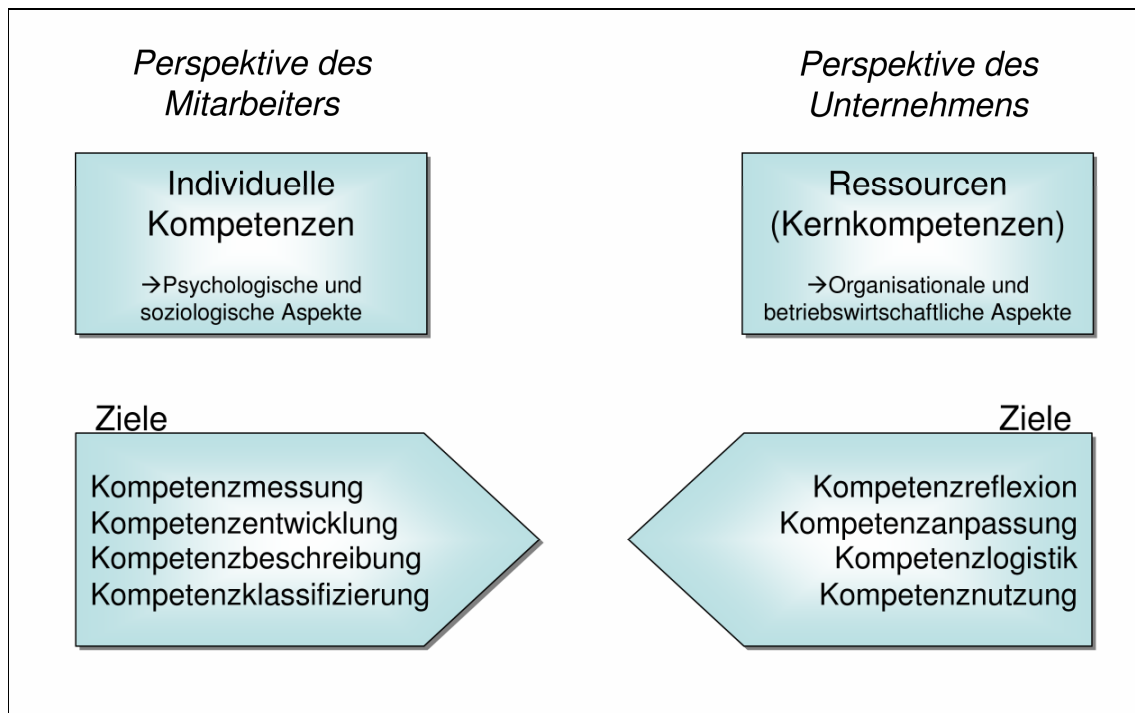 Perspektive des
Mitarbeiters
Individuelle
Kompetenzen
→Psychologische und
soziologische Aspekte
Ziele
Kompetenzmessung
Kompetenzentwicklung
Kompetenzbeschreibung
Kompetenzklassifizierung
Perspektive des
Unternehmens
Ressourcen
(Kernkompetenzen)
→Organisationale und
betriebswirtschaftliche Aspekte
Ziele
Kompetenzreflexion
Kompetenzanpassung
Kompetenzlogistik
Kompetenznutzung